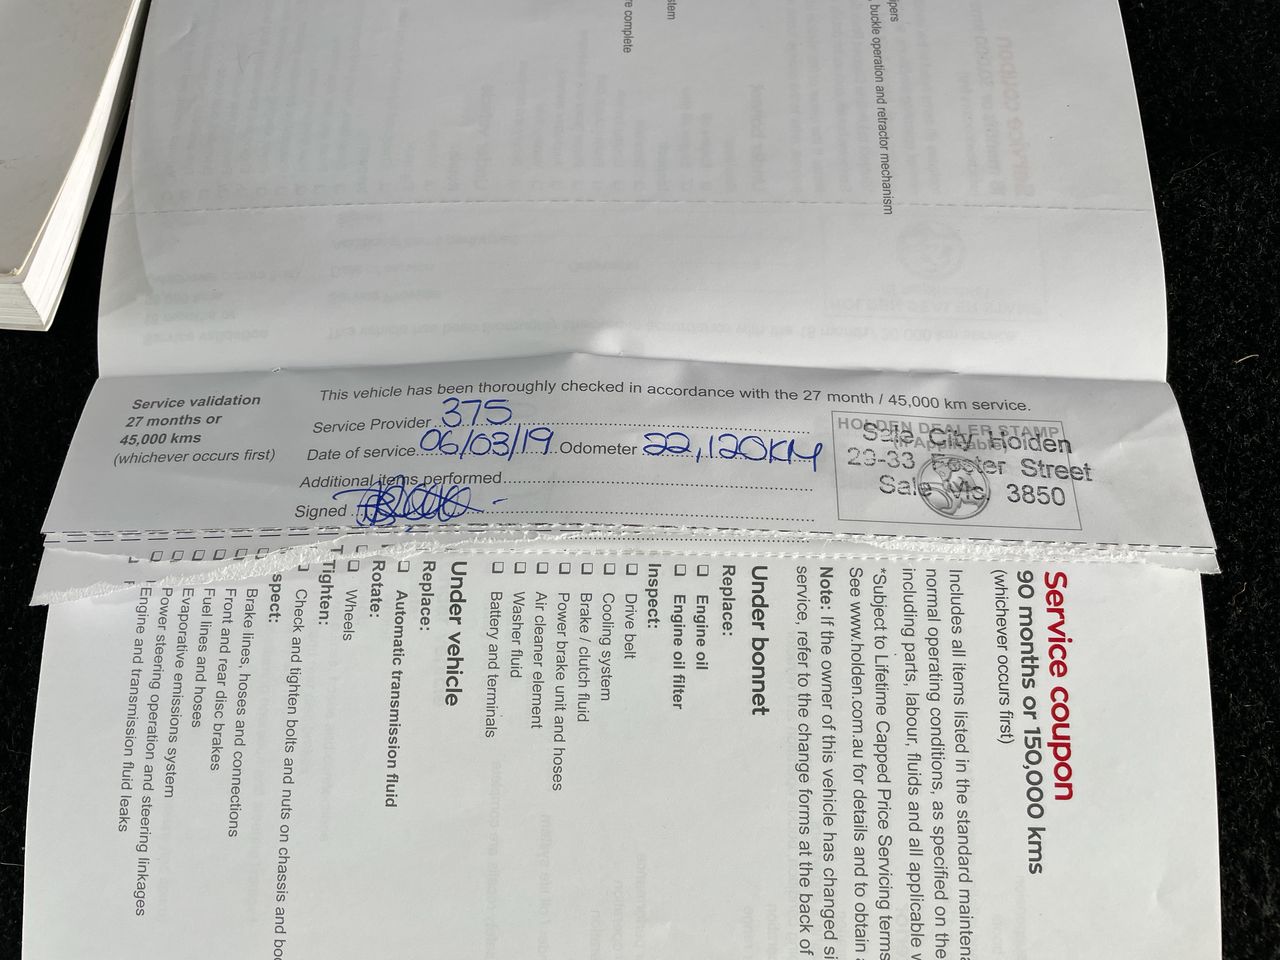 stem
re complete
ipers
, buckle operation and retractor mechanism
Service validation
27 months or
45,000 kms
(whichever occurs first)
This vehicle has been thoroughly checked in accordance with the 27 month / 45,000 km service.
Service Provider 375
Date of service 06/03/19 Odometer 22,120KM
Additional items performed
Signed
HOLDEN DEALER STAMP
Sale City Holden
29-33 Foster Street
Sale Vic 3850
Service coupon
90 months or 150,000 kms
(whichever occurs first)
Includes all items listed in the standard maintena
normal operating conditions, as specified on the
including parts, labour, fluids and all applicable
*Subject to Lifetime Capped Price Servicing terms
See www.holden.com.au for details and to obtain
Note: If the owner of this vehicle has changed si
service, refer to the change forms at the back of
Under bonnet
Replace:
Engine oil
Engine oil filter
Inspect:
Drive belt
Cooling system
Brake / clutch fluid
Power brake unit and hoses
Air cleaner element
Washer fluid
Battery and terminals
Under vehicle
Replace:
Automatic transmission fluid
Rotate:
Wheels
Tighten:
Check and tighten bolts and nuts on chassis and bo
spect:
Brake lines, hoses and connections
Front and rear disc brakes
Fuel lines and hoses
Evaporative emissions system
Power steering operation and steering linkages
Engine and transmission fluid leaks